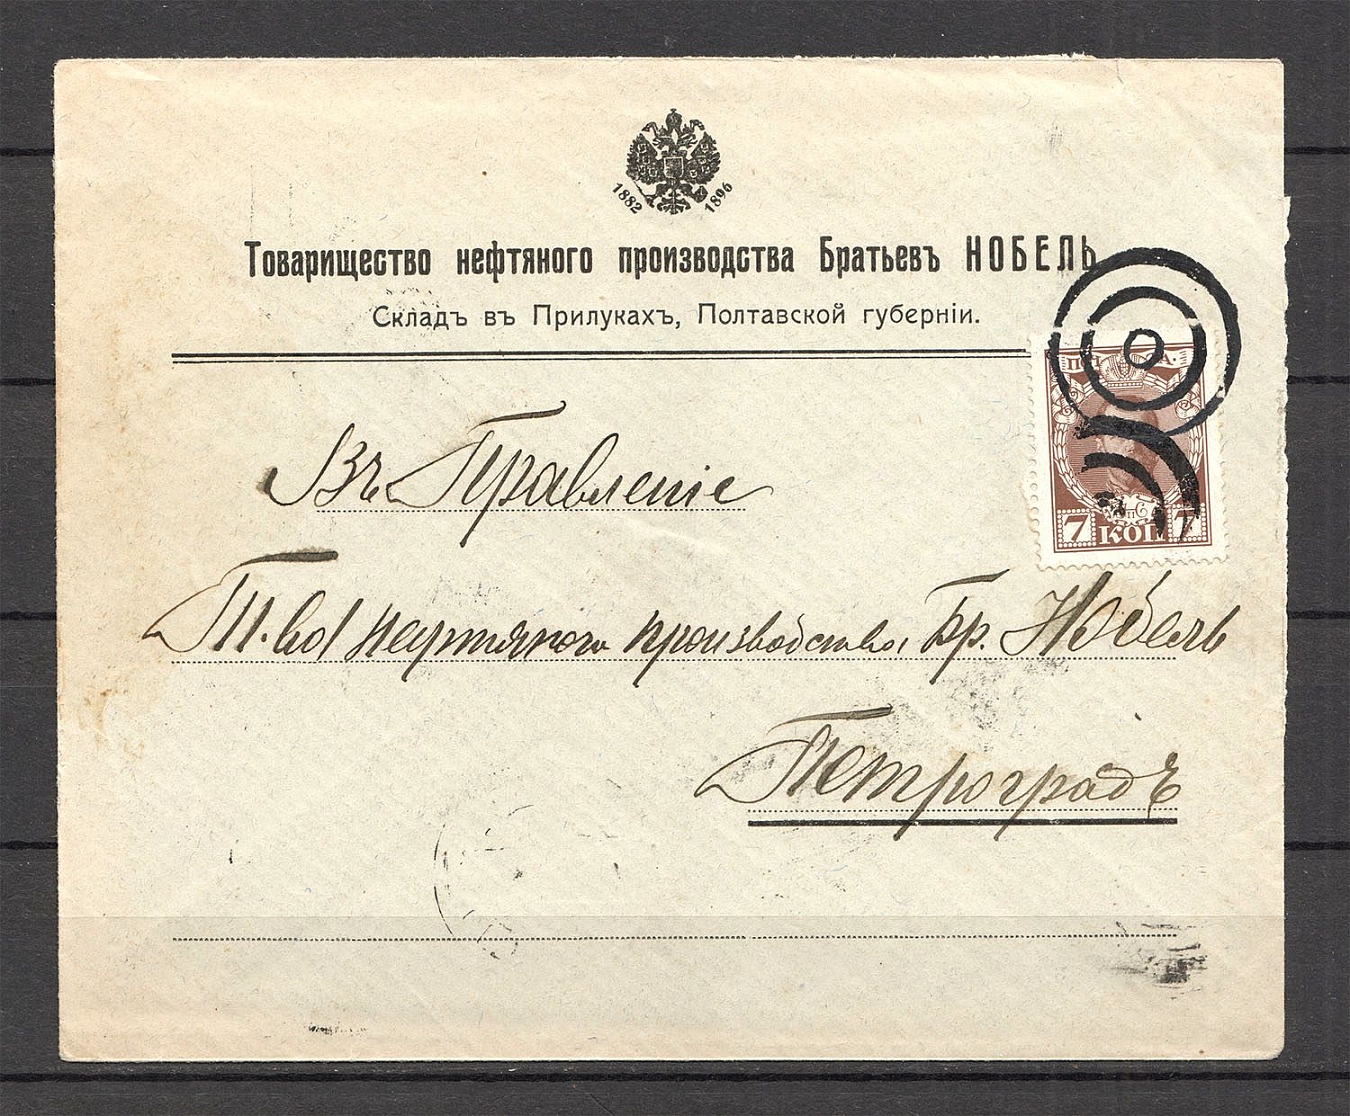 1882 1896
Товарищество нефтяного производства Братьевъ НОБЕЛЬ
Складъ въ Прилукахъ, Полтавской губерніи.
Въ Правленіе
Т-во Нефтяного производства Бр. Нобель
Петроградъ
7 КОП 7